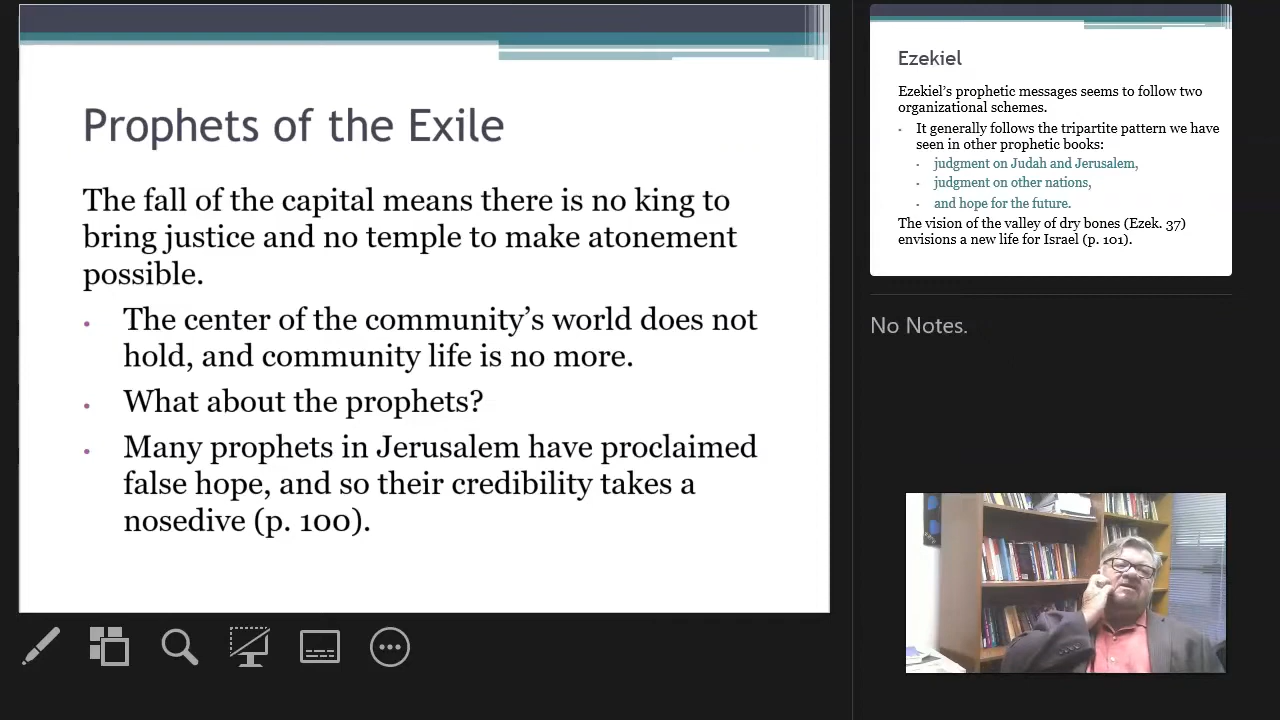 Prophets of the Exile
The fall of the capital means there is no king to
bring justice and no temple to make atonement
possible.
• The center of the community’s world does not
hold, and community life is no more.
• What about the prophets?
• Many prophets in Jerusalem have proclaimed
false hope, and so their credibility takes a
nosedive (p. 100).
Ezekiel
Ezekiel’s prophetic messages seems to follow two
organizational schemes.
• It generally follows the tripartite pattern we have
seen in other prophetic books:
• judgment on Judah and Jerusalem,
• judgment on other nations,
• and hope for the future.
The vision of the valley of dry bones (Ezek. 37)
envisions a new life for Israel (p. 101).
No Notes.